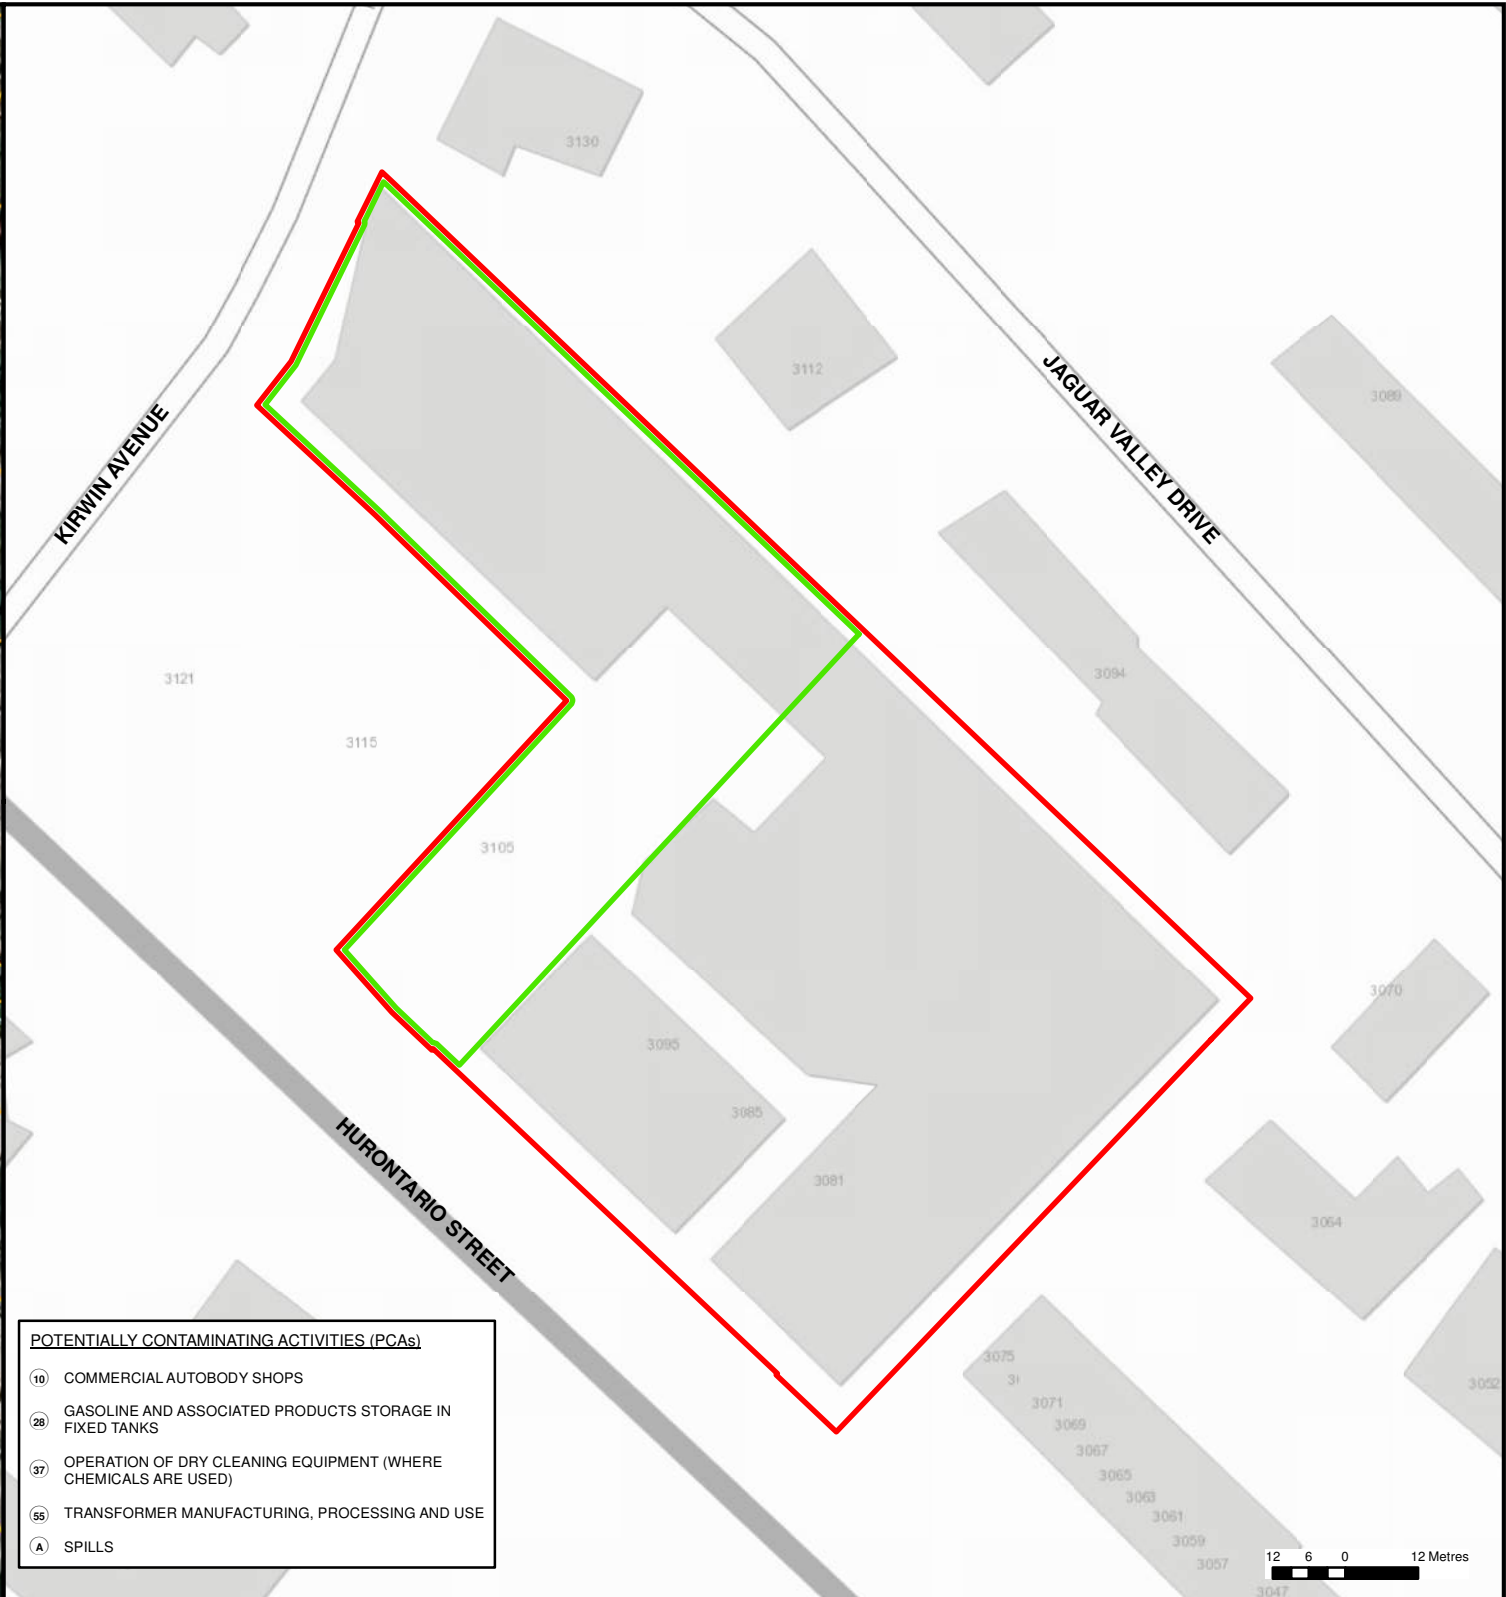 3130
3112
JAGUAR VALLEY DRIVE
3089
KIRWIN AVENUE
3094
3121
3115
3105
3070
3095
3085
HURONTARIO STREET
3081
3064
3075
3071
3052
3069
3067
3065
3063
3061
3059
3057
3047
POTENTIALLY CONTAMINATING ACTIVITIES (PCAs)
10 COMMERCIAL AUTOBODY SHOPS
28 GASOLINE AND ASSOCIATED PRODUCTS STORAGE IN
FIXED TANKS
37 OPERATION OF DRY CLEANING EQUIPMENT (WHERE
CHEMICALS ARE USED)
55 TRANSFORMER MANUFACTURING, PROCESSING AND USE
A SPILLS
12 6 0 12 Metres